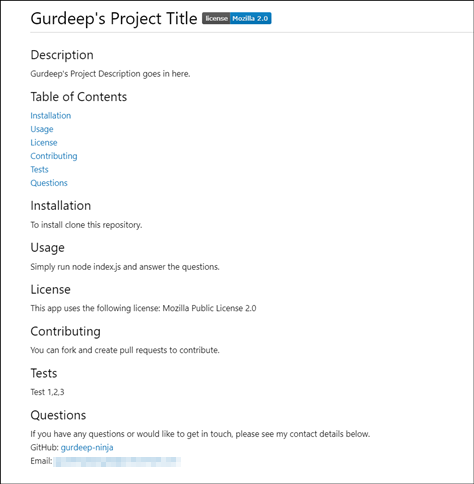 Gurdeep's Project Title license Mozilla 2.0
Description
Gurdeep's Project Description goes in here.
Table of Contents
Installation
Usage
License
Contributing
Tests
Questions
Installation
To install clone this repository.
Usage
Simply run node index.js and answer the questions.
License
This app uses the following license: Mozilla Public License 2.0
Contributing
You can fork and create pull requests to contribute.
Tests
Test 1,2,3
Questions
If you have any questions or would like to get in touch, please see my contact details below.
GitHub: gurdeep-ninja
Email: